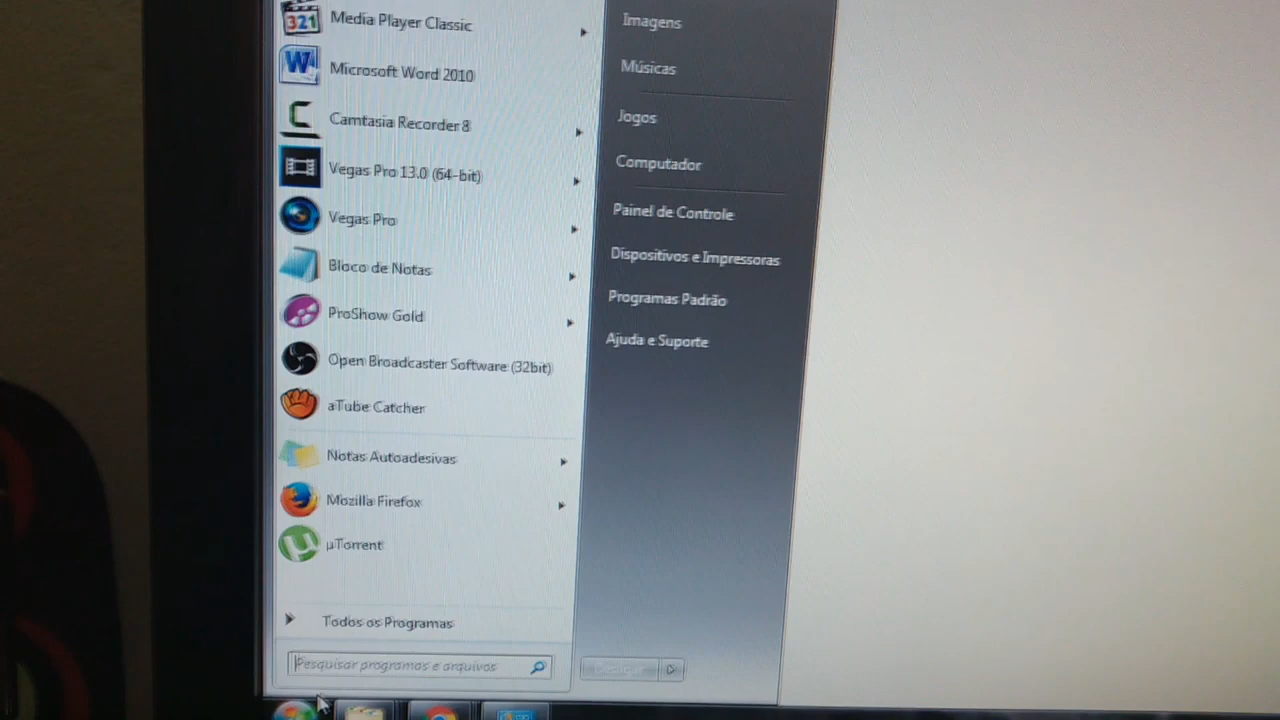 Media Player Classic
Microsoft Word 2010
Camtasia Recorder 8
Vegas Pro 13.0 (64-bit)
Vegas Pro
Bloco de Notas
ProShow Gold
Open Broadcaster Software (32bit)
aTube Catcher
Notas Autoadesivas
Mozilla Firefox
µTorrent
Todos os Programas
Pesquisar programas e arquivos
Imagens
Músicas
Jogos
Computador
Painel de Controle
Dispositivos e Impressoras
Programas Padrão
Ajuda e Suporte
Desligar